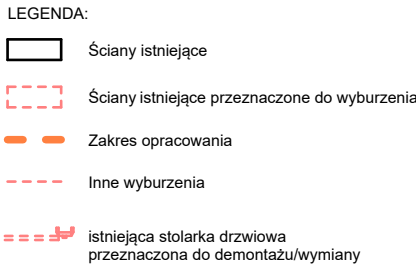 LEGENDA:
Ściany istniejące
Ściany istniejące przeznaczone do wyburzenia
Zakres opracowania
Inne wyburzenia
istniejąca stolarka drzwiowa
przeznaczona do demontażu/wymiany